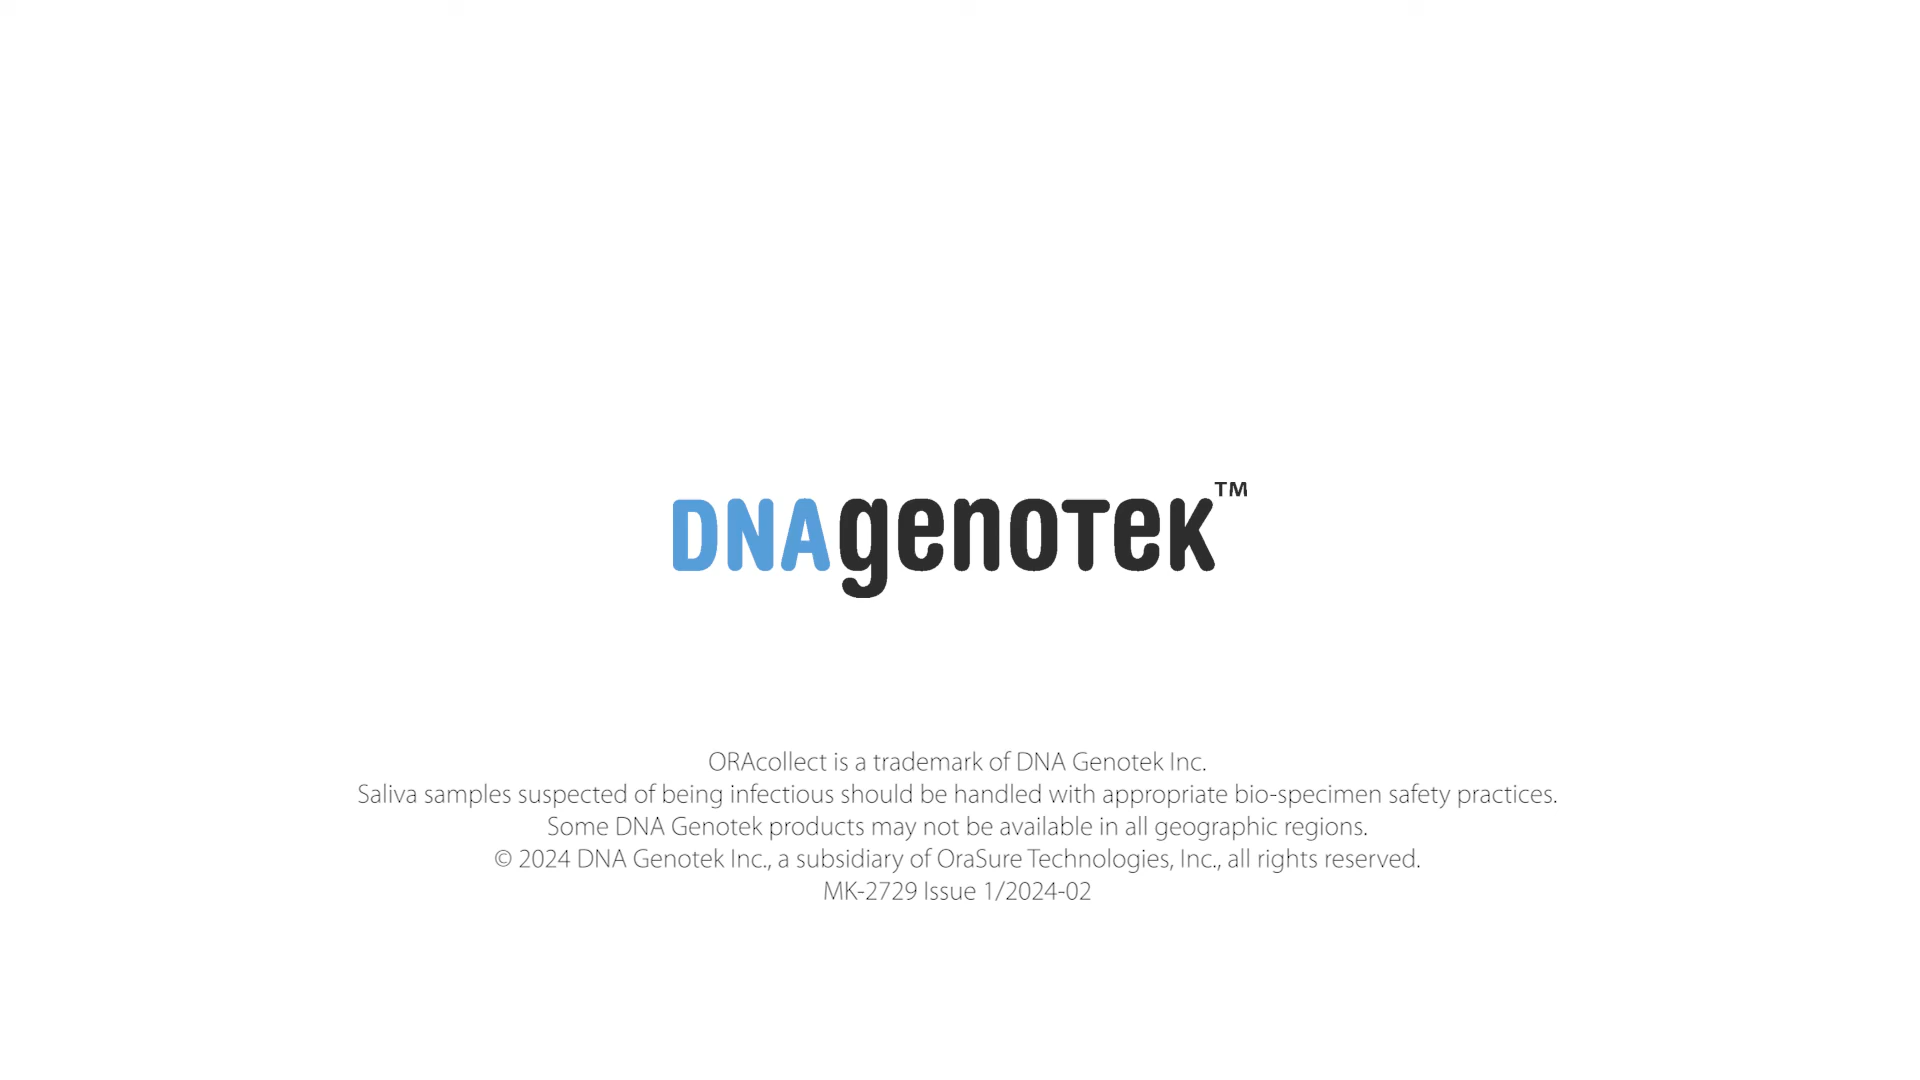 DNAgenotek™
ORAcollect is a trademark of DNA Genotek Inc.
Saliva samples suspected of being infectious should be handled with appropriate bio-specimen safety practices.
Some DNA Genotek products may not be available in all geographic regions.
© 2024 DNA Genotek Inc., a subsidiary of OraSure Technologies, Inc., all rights reserved.
MK-2729 Issue 1/2024-02